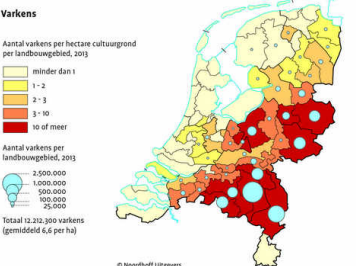 Varkens
Aantal varkens per hectare cultuurgrond
per landbouwgebied, 2013
minder dan 1
1 - 2
2 - 3
3 - 10
10 of meer
Aantal varkens per
landbouwgebied, 2013
2.500.000
1.000.000
500.000
100.000
25.000
Totaal 12.212.300 varkens
(gemiddeld 6,6 per ha)
© Noordhoff Uitgevers